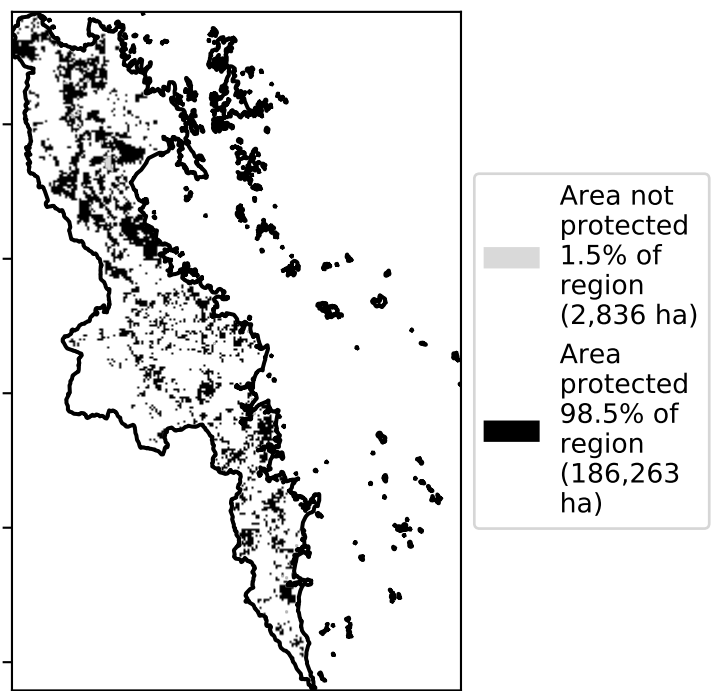 Area not
protected
1.5% of
region
(2,836 ha)
Area
protected
98.5% of
region
(186,263
ha)